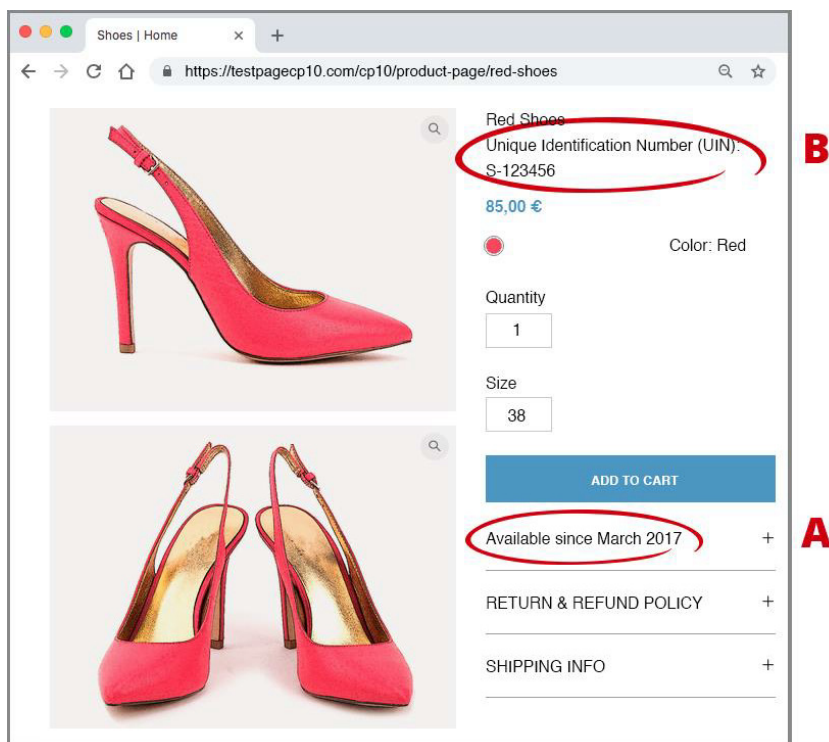 Shoes | Home
https://testpagecp10.com/cp10/product-page/red-shoes
Red Shoes
Unique Identification Number (UIN):
S-123456
B
85,00 €
Color: Red
Quantity
1
Size
38
ADD TO CART
Available since March 2017
A
RETURN & REFUND POLICY
SHIPPING INFO